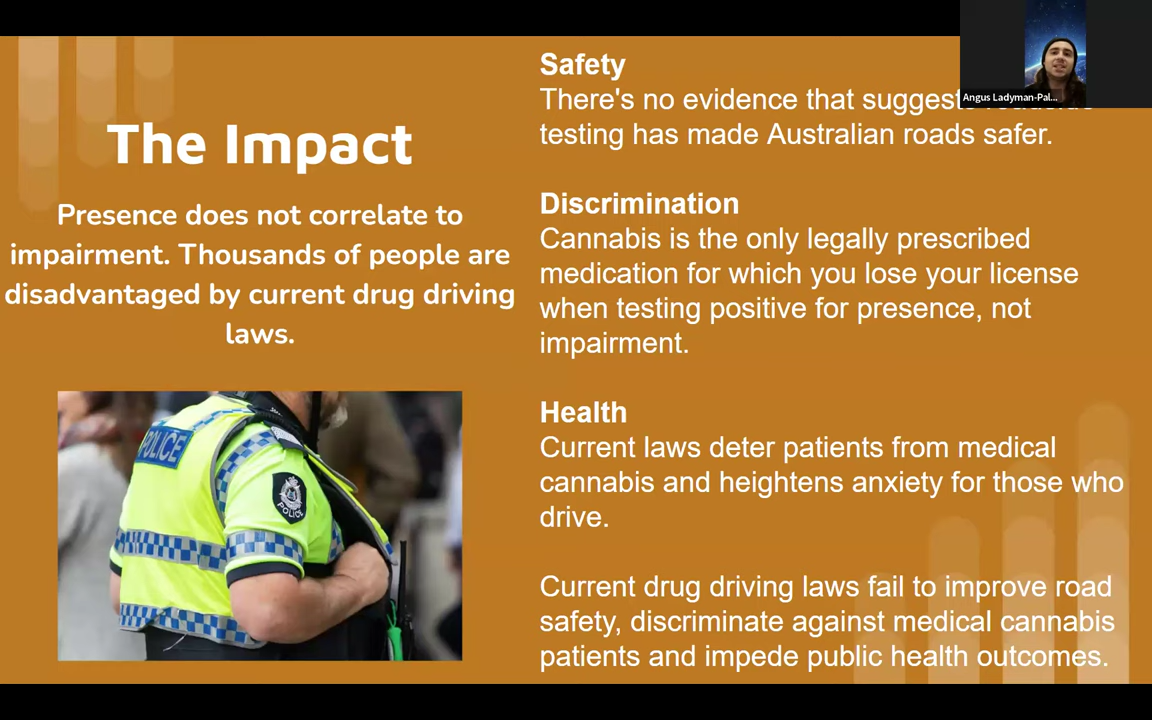 The Impact
Presence does not correlate to
impairment. Thousands of people are
disadvantaged by current drug driving
laws.
POLICE
POLICE
Safety
There's no evidence that suggests
testing has made Australian roads safer.
Discrimination
Cannabis is the only legally prescribed
medication for which you lose your license
when testing positive for presence, not
impairment.
Health
Current laws deter patients from medical
cannabis and heightens anxiety for those who
drive.
Current drug driving laws fail to improve road
safety, discriminate against medical cannabis
patients and impede public health outcomes.
Angus Ladyman-Pal...